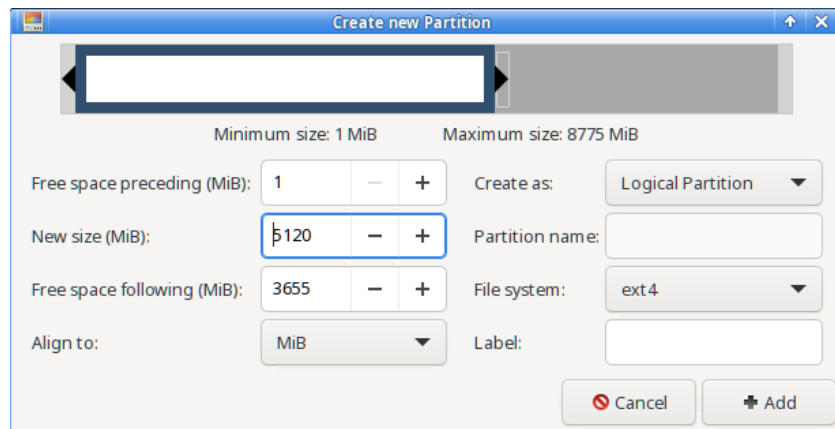 Create new Partition
Minimum size: 1 MiB Maximum size: 8775 MiB
Free space preceding (MiB): 1 Create as: Logical Partition
New size (MiB): 5120 Partition name:
Free space following (MiB): 3655 File system: ext4
Align to: MiB Label:
Cancel Add